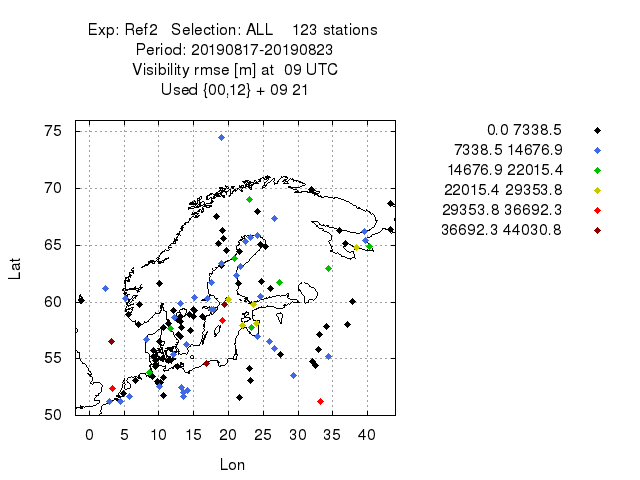 Exp: Ref2 Selection: ALL 123 stations
Period: 20190817-20190823
Visibility rmse [m] at 09 UTC
Used {00,12} + 09 21
0.0 7338.5
7338.5 14676.9
14676.9 22015.4
22015.4 29353.8
29353.8 36692.3
36692.3 44030.8
Lat
75
70
65
60
55
50
0 5 10 15 20 25 30 35 40
Lon